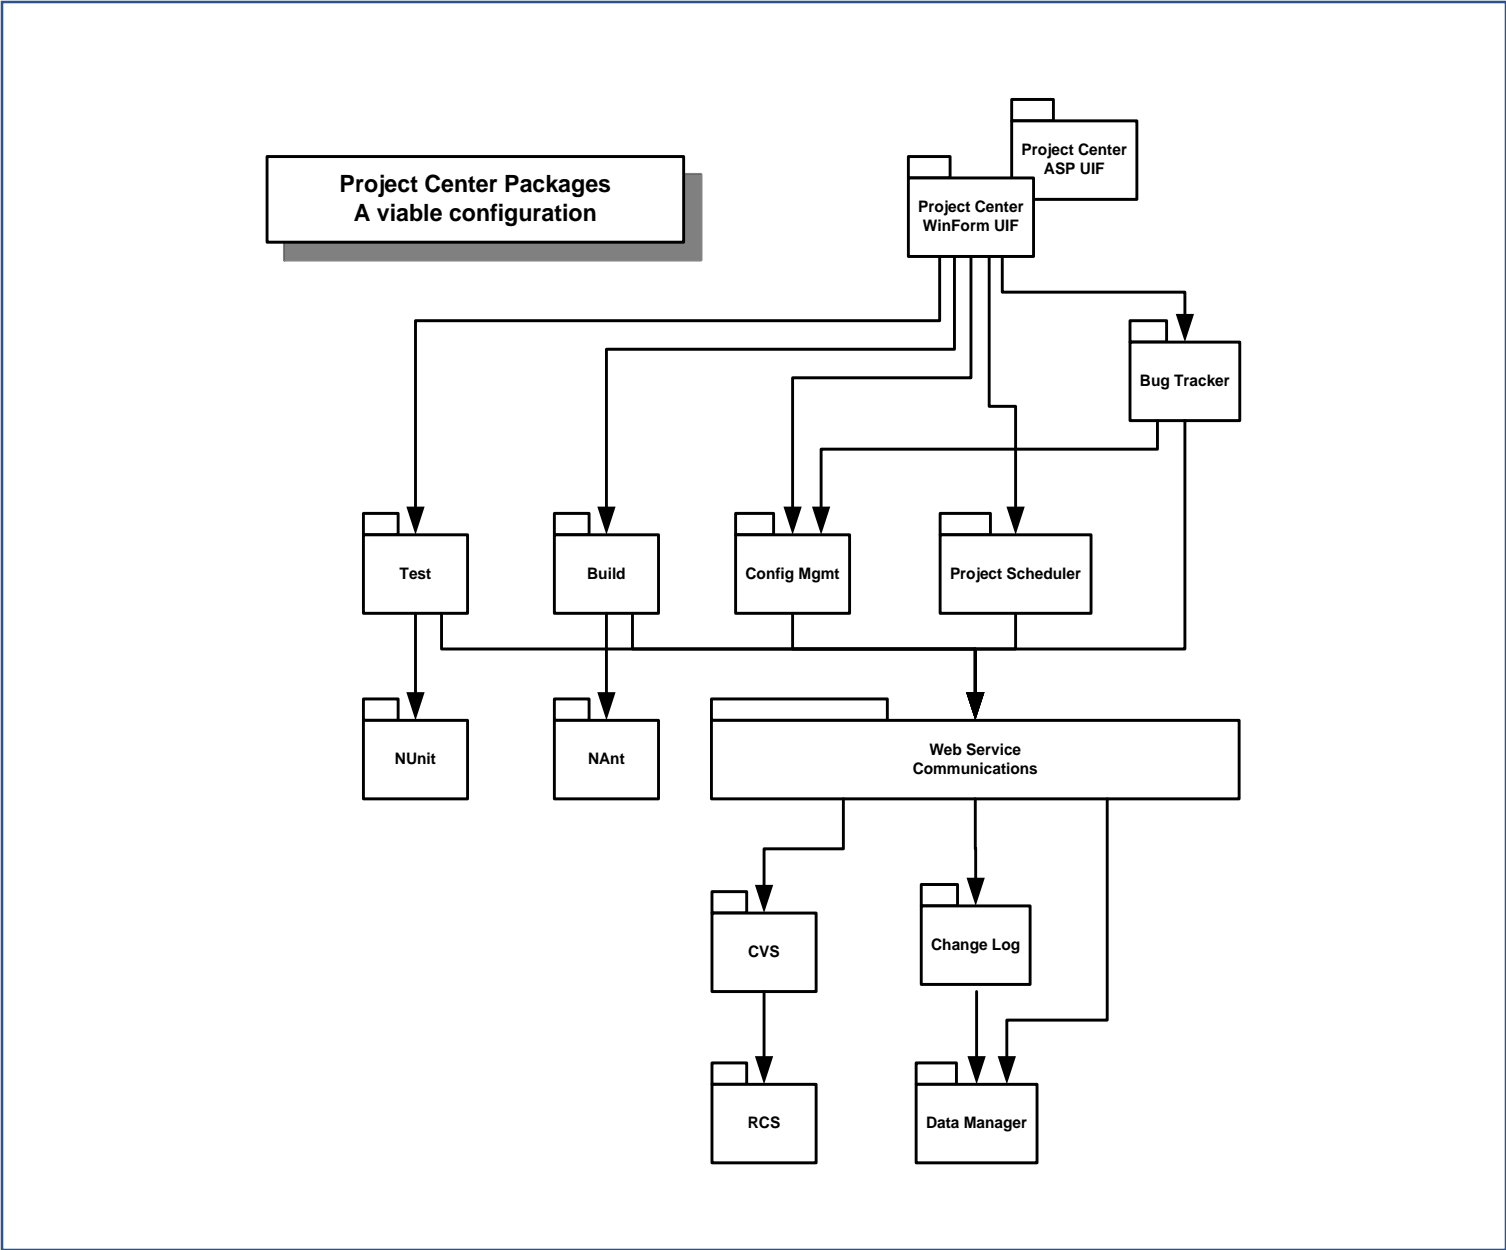 Project Center Packages
A viable configuration
Project Center
ASP UIF
Project Center
WinForm UIF
Bug Tracker
Test
Build
Config Mgmt
Project Scheduler
NUnit
NAnt
Web Service
Communications
CVS
Change Log
RCS
Data Manager